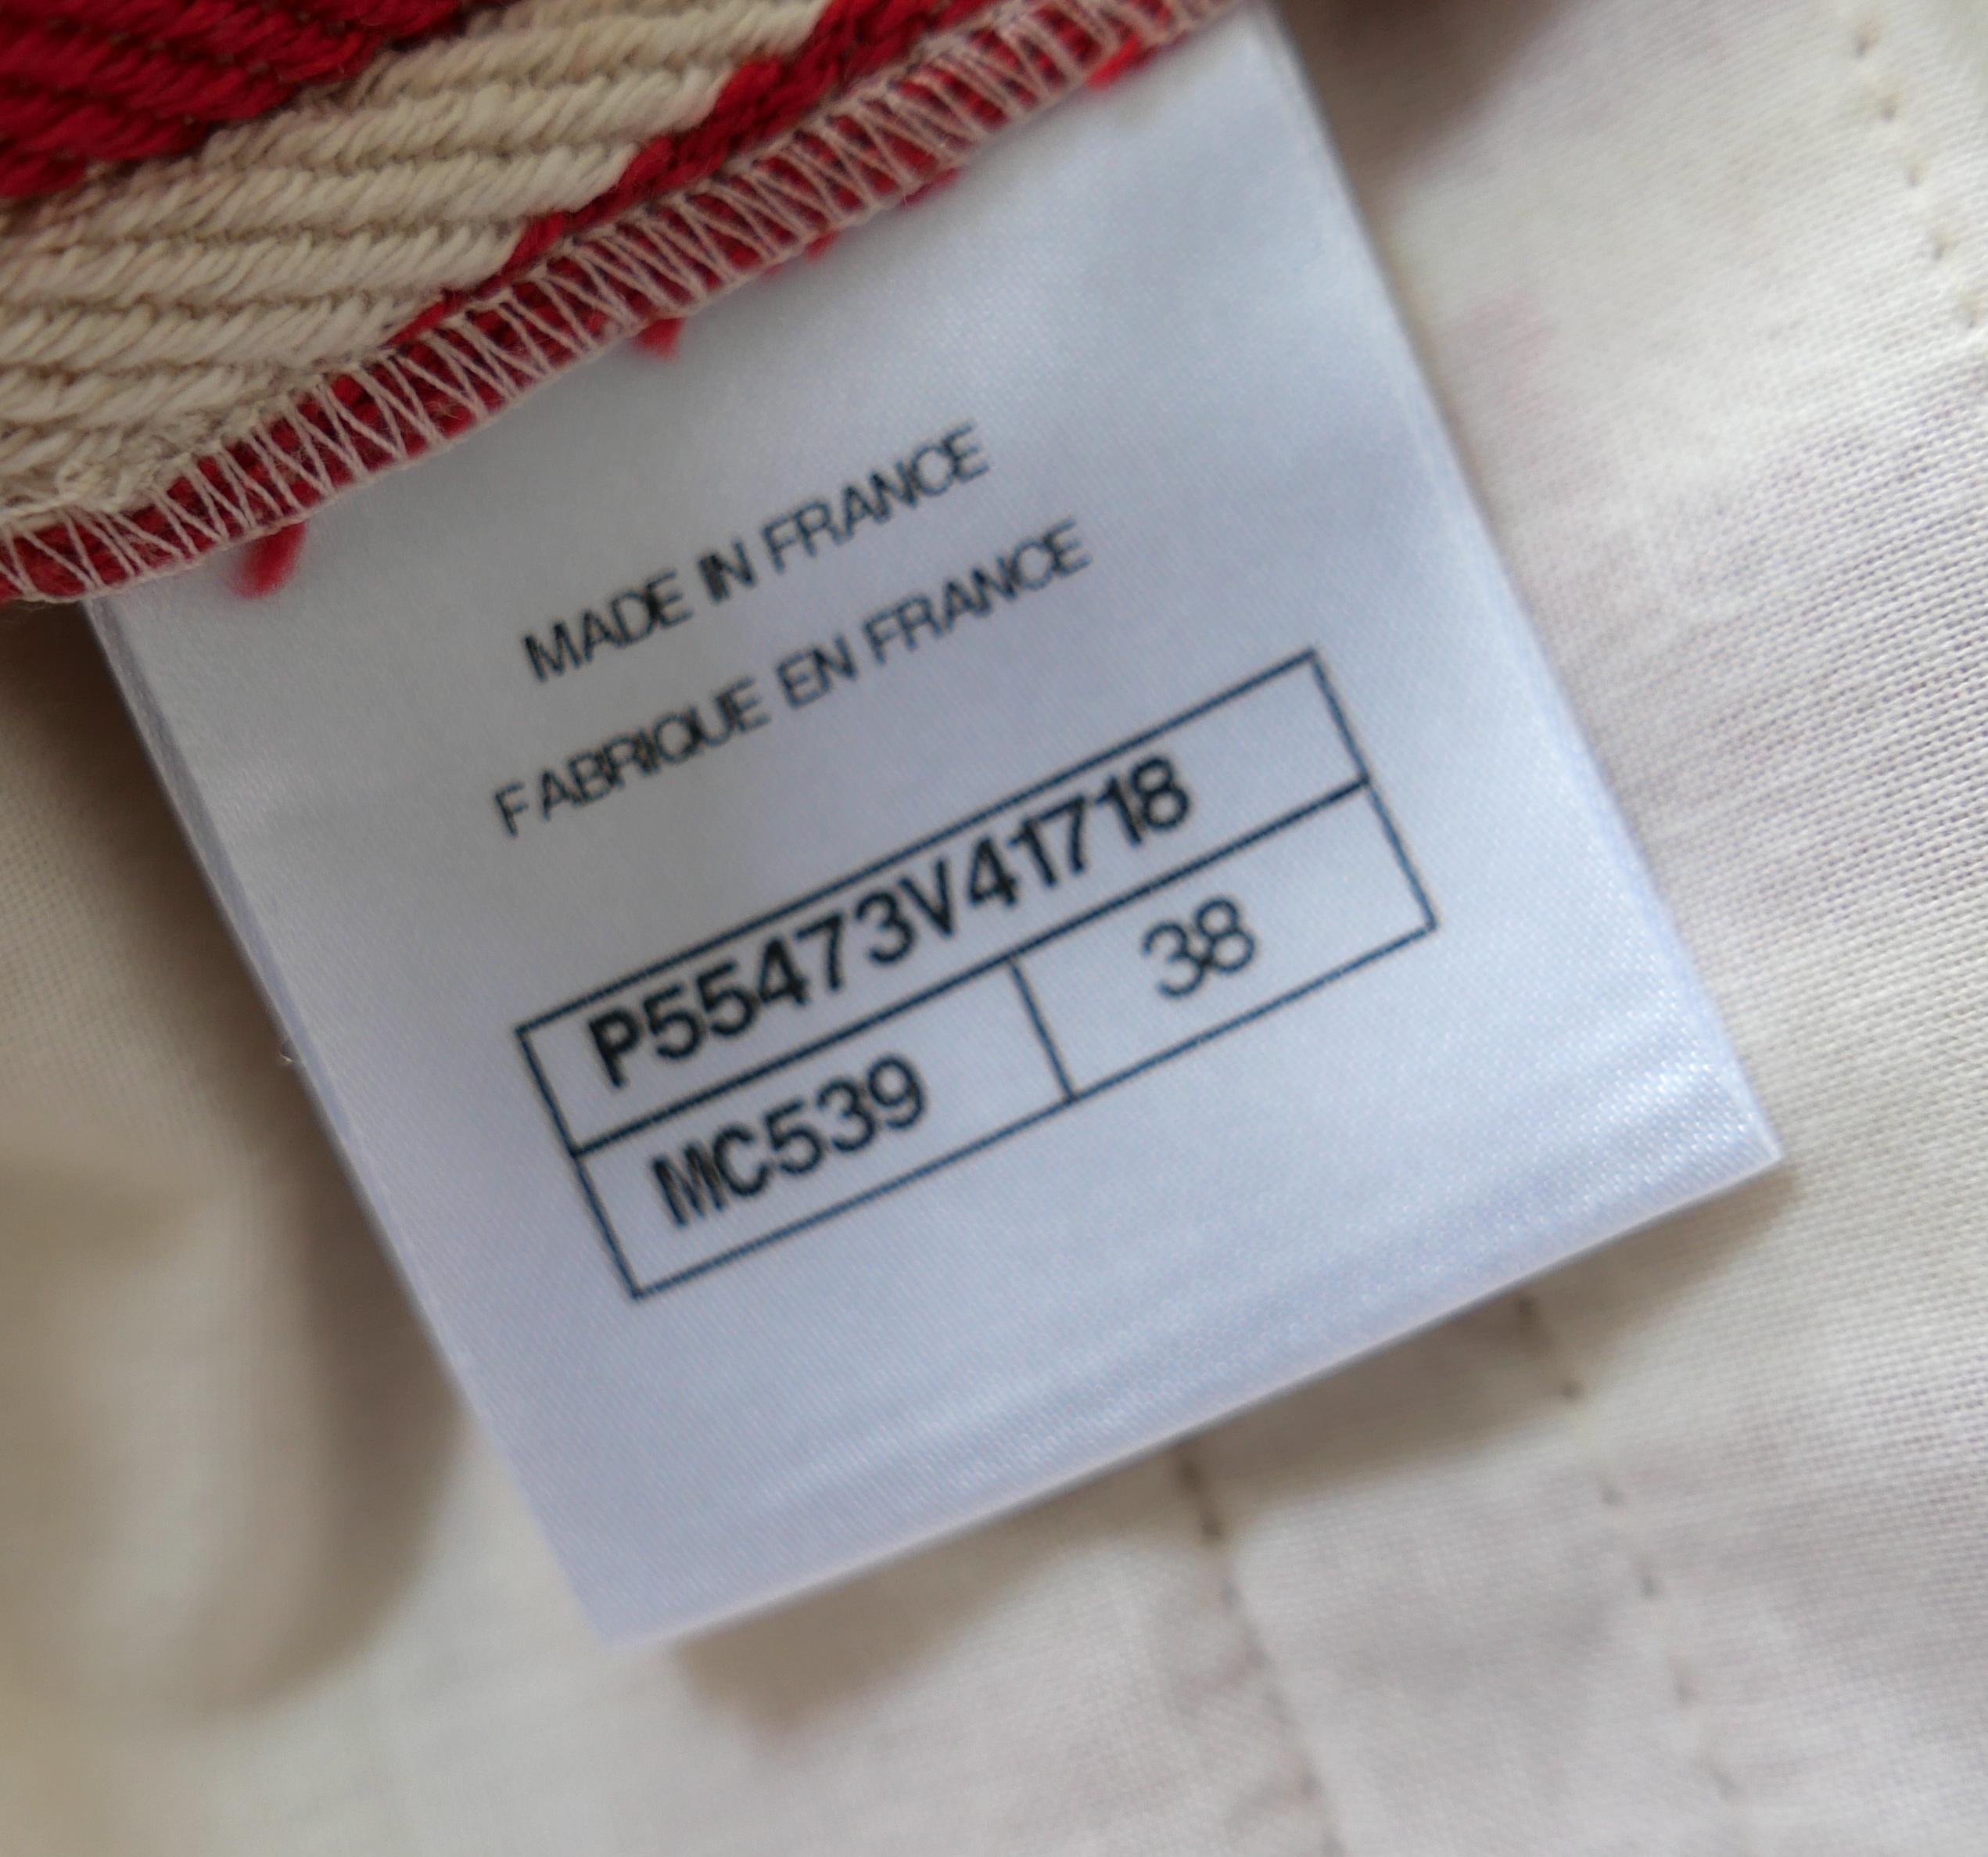 MADE IN FRANCE
FABRIQUE EN FRANCE
P55473V41718
MC539 38